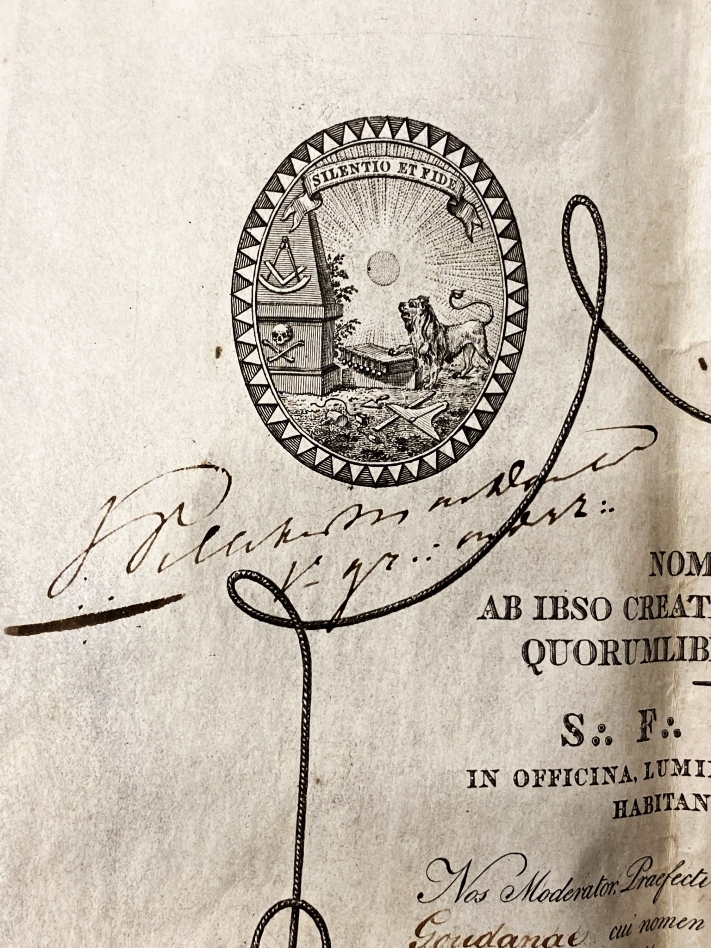 SILENTIO ET FIDE
NOM
AB IBSO CREAT
QUORUMLIB
S∴ F∴
IN OFFICINA, LUMI
HABITAN
Nos Moderator. Praefecti
Goudanae cui nomen